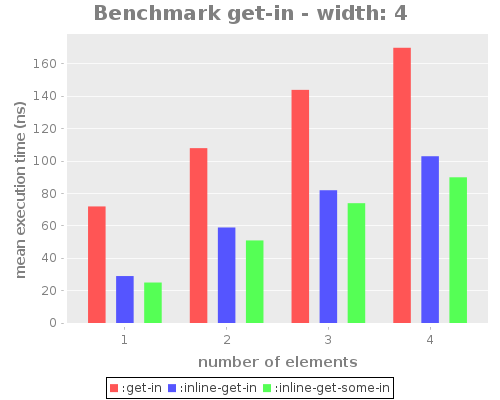 Benchmark get-in - width: 4
mean execution time (ns)
160
140
120
100
80
60
40
20
0
1 2 3 4
number of elements
:get-in :inline-get-in :inline-get-some-in